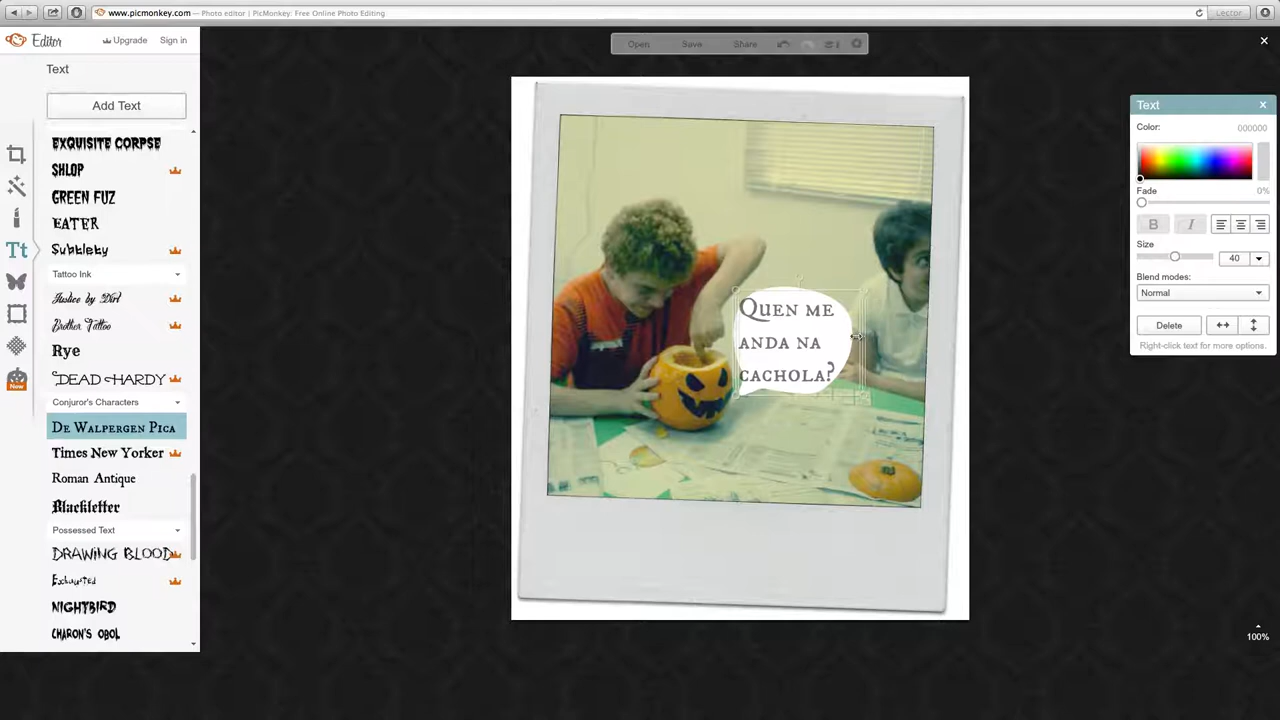 www.picmonkey.com — Photo editor | PicMonkey: Free Online Photo Editing
Lector
Editor
Upgrade
Sign in
Open
Save
Share
Text
Add Text
EXQUISITE CORPSE
SHLOP
GREEN FUZ
EATER
Subtlety
Tattoo Ink
Justice by Dirl
Brother Tattoo
Rye
DEAD HARDY
Conjuror's Characters
De Walpergen Pica
Times New Yorker
Roman Antique
Blackletter
Possessed Text
DRAWING BLOOD
Exhausted
NIGHTBIRD
CHARON'S OBOL
New
Quen me
anda na
cachola?
Text
Color:
000000
Fade
0%
B
I
Size
40
Blend modes:
Normal
Delete
Right-click text for more options.
100%